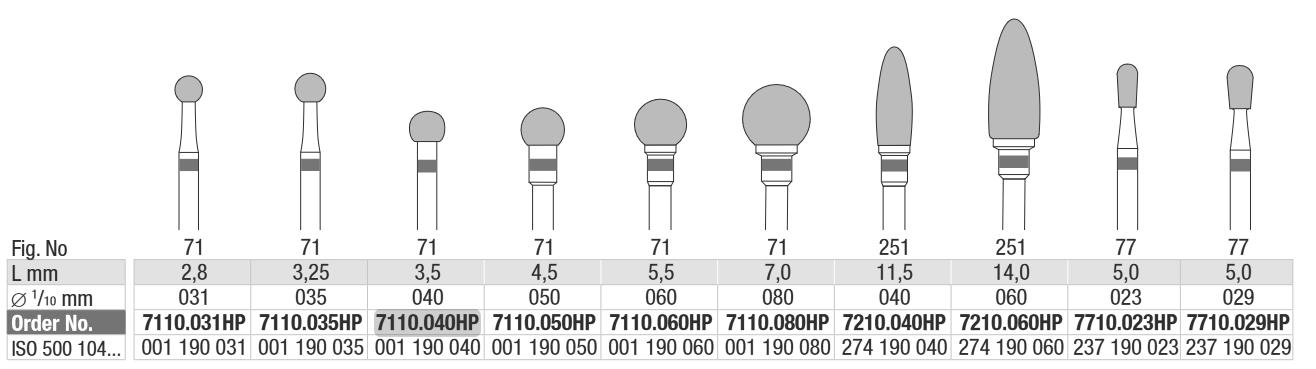 Fig. No 71 71 71 71 71 71 251 251 77 77
L mm 2,8 3,25 3,5 4,5 5,5 7,0 11,5 14,0 5,0 5,0
∅ 1/10 mm 031 035 040 050 060 080 040 060 023 029
Order No. 7110.031HP 7110.035HP 7110.040HP 7110.050HP 7110.060HP 7110.080HP 7210.040HP 7210.060HP 7710.023HP 7710.029HP
ISO 500 104... 001 190 031 001 190 035 001 190 040 001 190 050 001 190 060 001 190 080 274 190 040 274 190 060 237 190 023 237 190 029